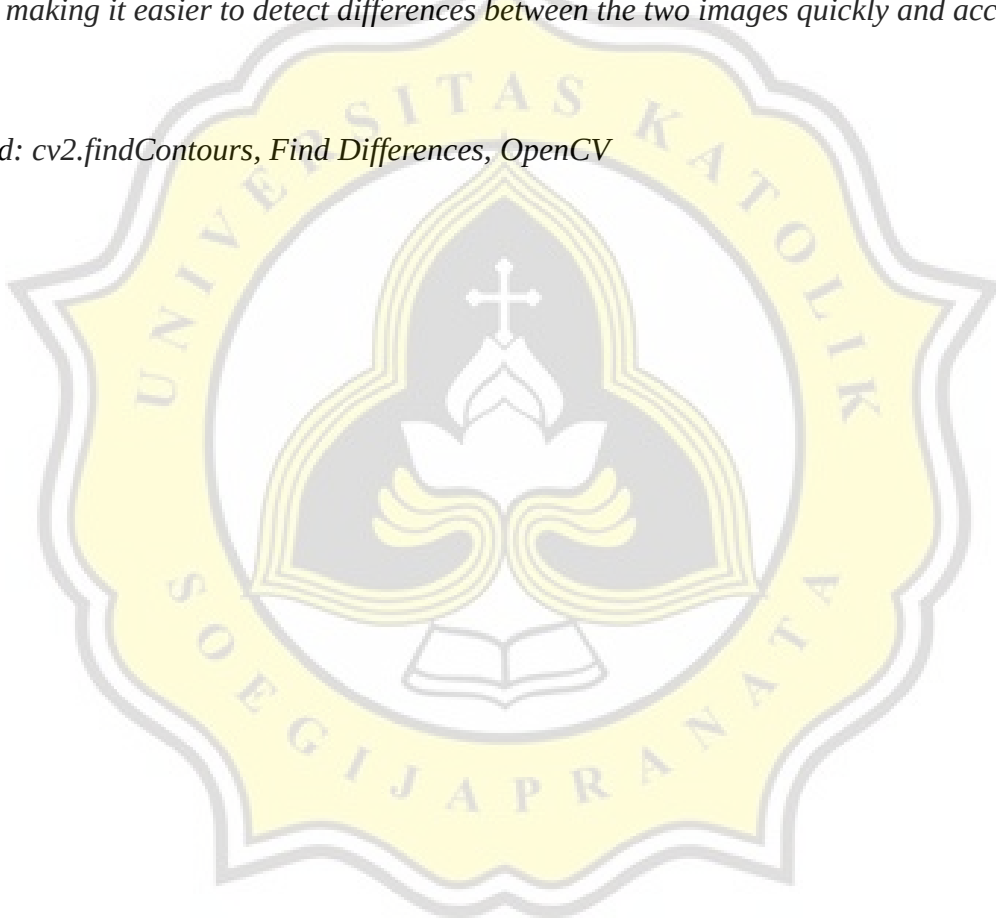 making it easier to detect differences between the two images quickly and acc
d: cv2.findContours, Find Differences, OpenCV
UNIVERSITAS KATOLIK
SOEGIJAPRANATA